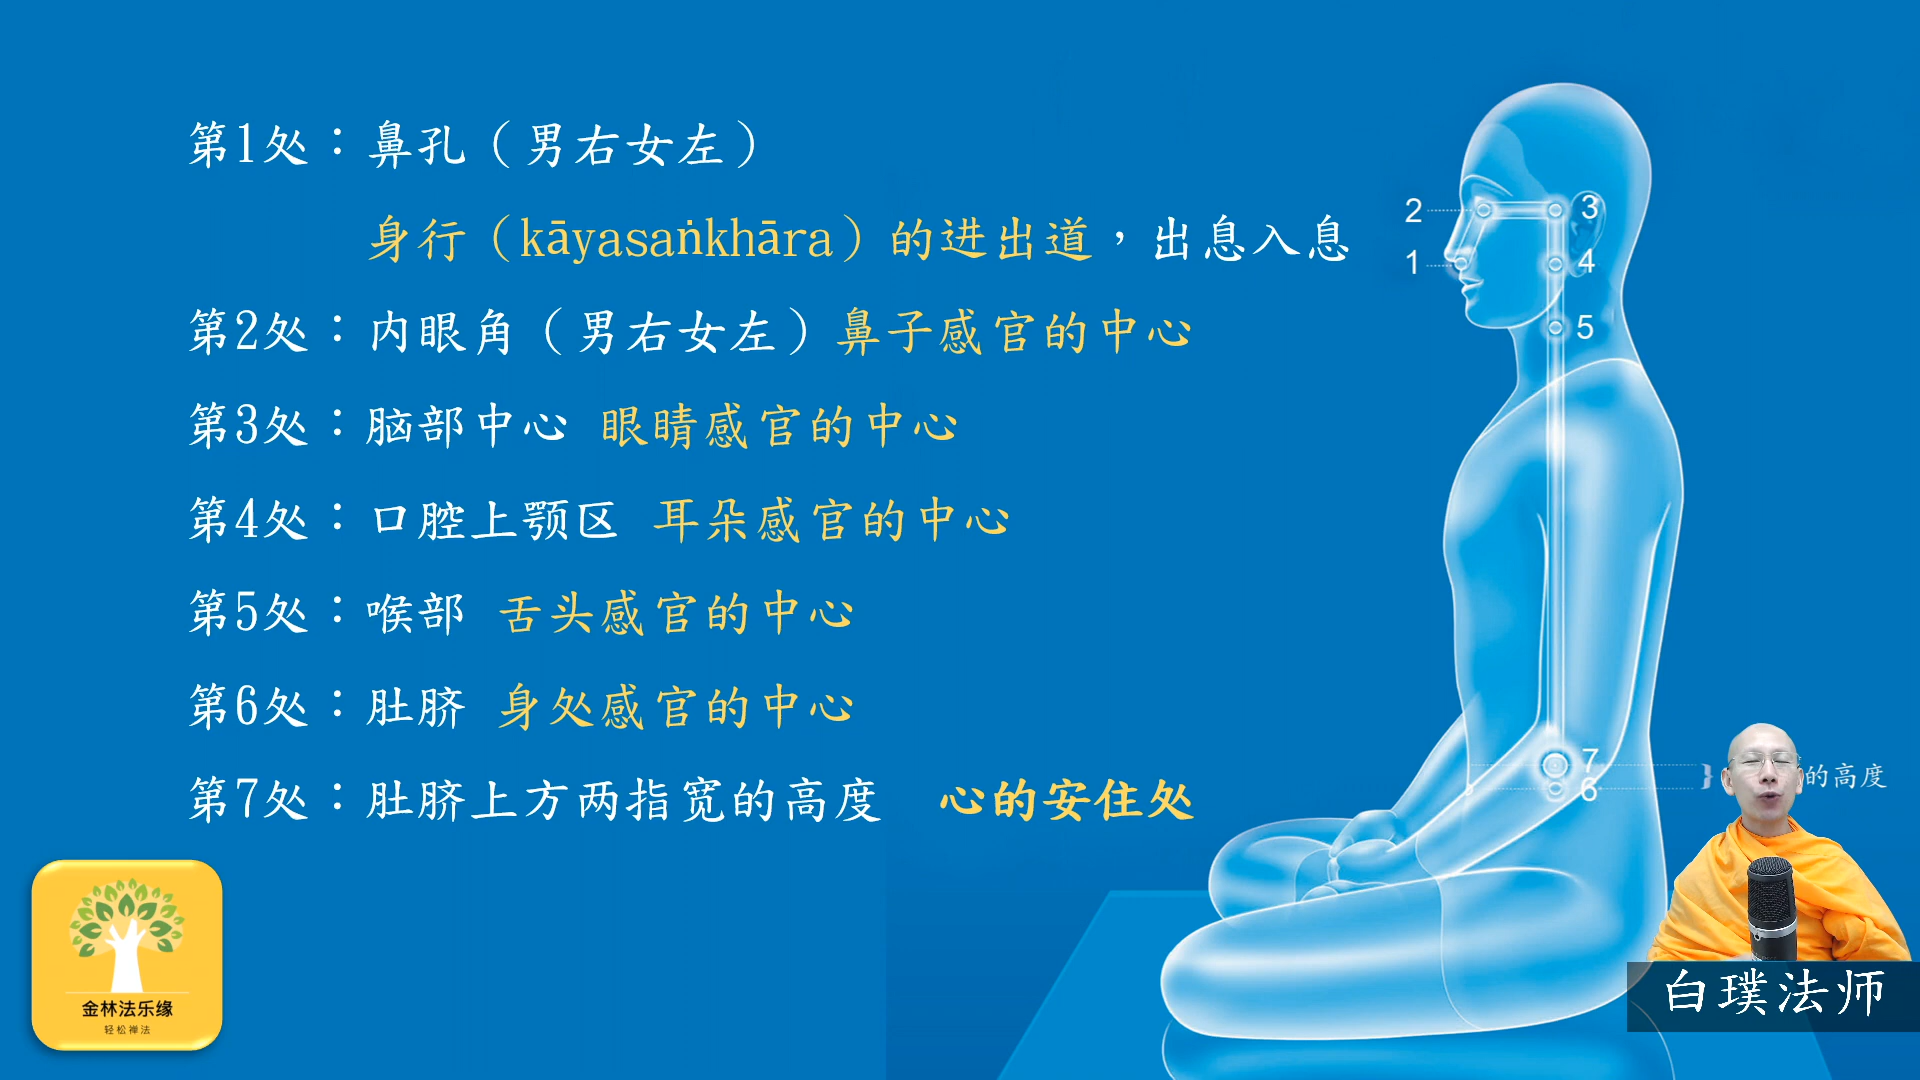 第1处：鼻孔（男右女左）
身行（kāyasaṅkhāra）的进出道，出息入息
第2处：内眼角（男右女左）鼻子感官的中心
第3处：脑部中心 眼睛感官的中心
第4处：口腔上颚区 耳朵感官的中心
第5处：喉部 舌头感官的中心
第6处：肚脐 身处感官的中心
第7处：肚脐上方两指宽的高度 心的安住处
2
3
1
4
5
7
6
的高度
金林法乐缘
轻松禅法
白璞法师